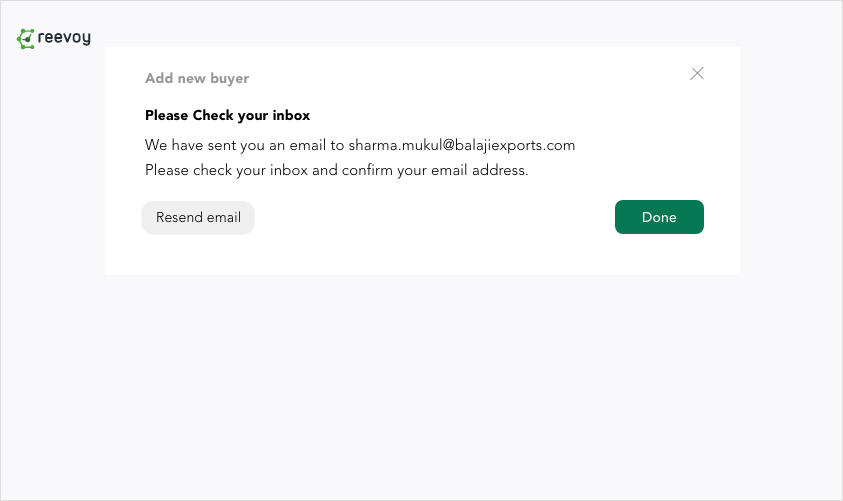 reevoy
Add new buyer
Please Check your inbox
We have sent you an email to sharma.mukul@balajiexports.com
Please check your inbox and confirm your email address.
Resend email
Done